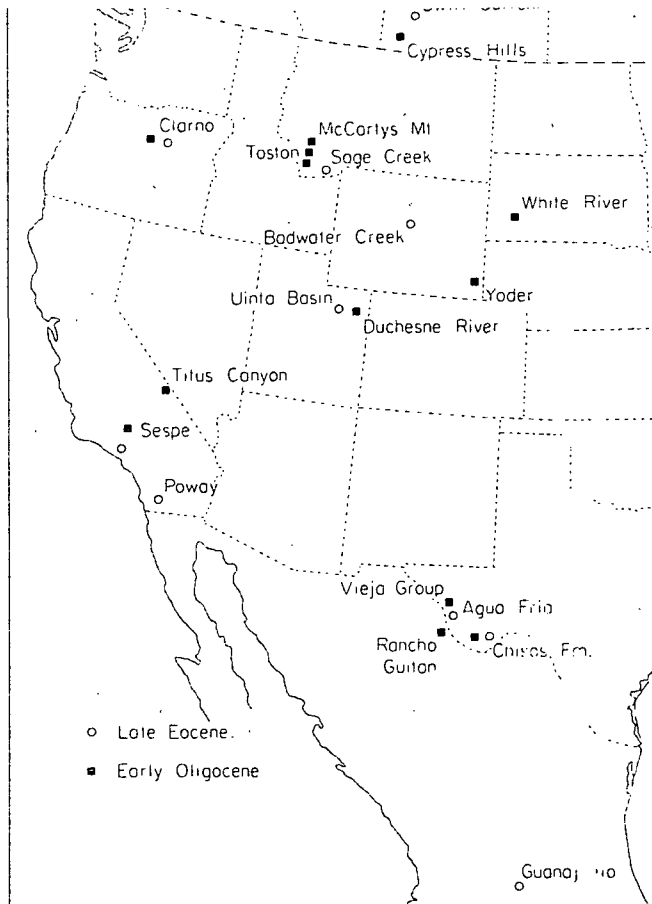 Cypress Hills
Clarno
McCartys Mt
Toston
Sage Creek
White River
Badwater Creek
Uinta Basin
Yoder
Duchesne River
Titus Canyon
Sespe
Poway
Vieja Group
Agua Fria
Rancho
Gaitan
Chisos Fm.
Late Eocene.
Early Oligocene